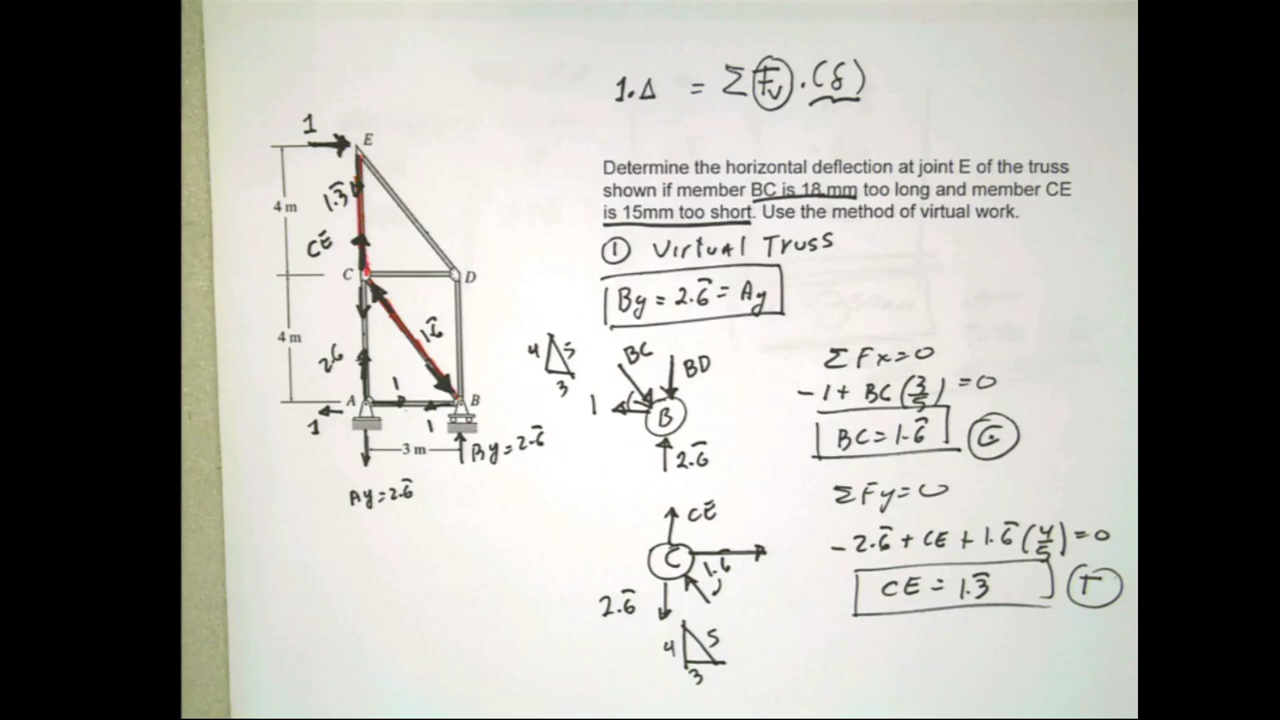 1.Δ = Σ(Fv).(δ)
Determine the horizontal deflection at joint E of the truss
shown if member BC is 18 mm too long and member CE
is 15mm too short. Use the method of virtual work.
① Virtual Truss
By = 2.6̅ = Ay
1
E
1.3̅
4 m
CE
C
D
4 m
1.6̅
2.6̅
A
1
B
1
1
3 m
By = 2.6̅
Ay = 2.6̅
4
5
3
BC
BD
1
B
2.6̅
ΣFx=0
-1 + BC (3/5) = 0
BC = 1.6̅ C
ΣFy=0
-2.6̅ + CE + 1.6̅ (4/5) = 0
CE = 1.3̅ T
CE
C
1.6̅
2.6̅
4
5
3